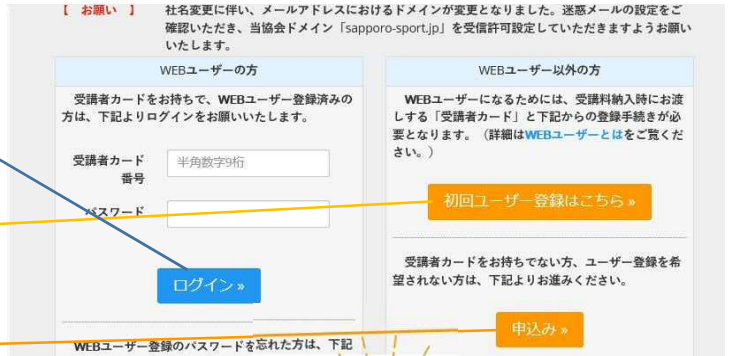 【 お願い 】 社名変更に伴い、メールアドレスにおけるドメインが変更となりました。迷惑メールの設定をご
確認いただき、当協会ドメイン「sapporo-sport.jp」を受信許可設定していただきますようお願い
いたします。
WEBユーザーの方
受講者カードをお持ちで、WEBユーザー登録済みの
方は、下記よりログインをお願いいたします。
受講者カード
番号
半角数字9桁
パスワード
ログイン »
WEBユーザー登録のパスワードを忘れた方は、下記
WEBユーザー以外の方
WEBユーザーになるためには、受講料納入時にお渡
しする「受講者カード」と下記からの登録手続きが必
要となります。（詳細はWEBユーザーとはをご覧くだ
さい。）
初回ユーザー登録はこちら »
受講者カードをお持ちでない方、ユーザー登録を希
望されない方は、下記よりお進みください。
申込み »